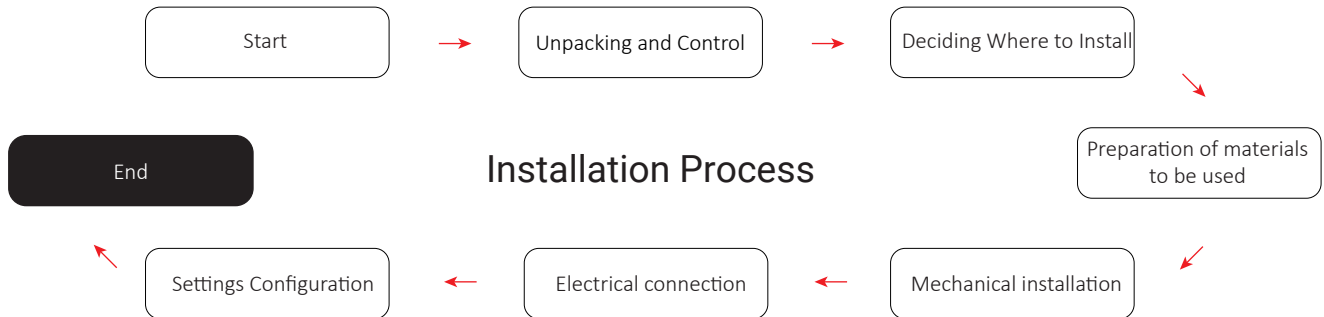 Start
Unpacking and Control
Deciding Where to Install
Preparation of materials
to be used
Installation Process
End
Mechanical installation
Electrical connection
Settings Configuration